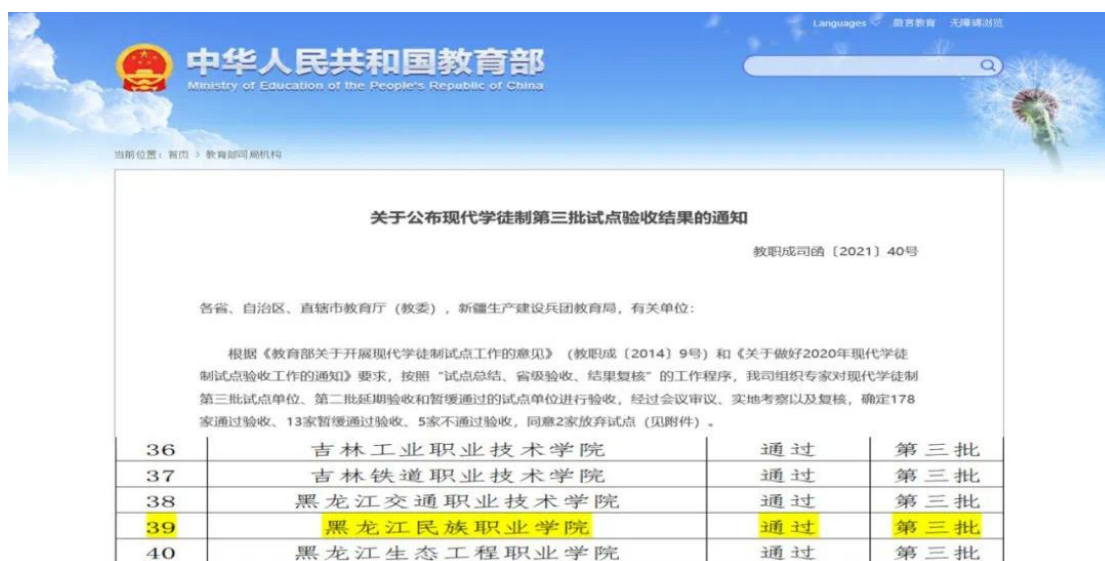 Languages 微言教育 无障碍浏览
中华人民共和国教育部
Ministry of Education of the People's Republic of China
当前位置：首页 > 教育部司局机构
关于公布现代学徒制第三批试点验收结果的通知
教职成司函〔2021〕40号
各省、自治区、直辖市教育厅（教委），新疆生产建设兵团教育局，有关单位：
根据《教育部关于开展现代学徒制试点工作的意见》（教职成〔2014〕9号）和《关于做好2020年现代学徒
制试点验收工作的通知》要求，按照“试点总结、省级验收、结果复核”的工作程序，我司组织专家对现代学徒制
第三批试点单位、第二批延期验收和暂缓通过的试点单位进行验收，经过会议审议、实地考察以及复核，确定178
家通过验收、13家暂缓通过验收、5家不通过验收，同意2家放弃试点（见附件）。
36 吉林工业职业技术学院 通过 第三批
37 吉林铁道职业技术学院 通过 第三批
38 黑龙江交通职业技术学院 通过 第三批
39 黑龙江民族职业学院 通过 第三批
40 黑龙江生态工程职业学院 通过 第三批